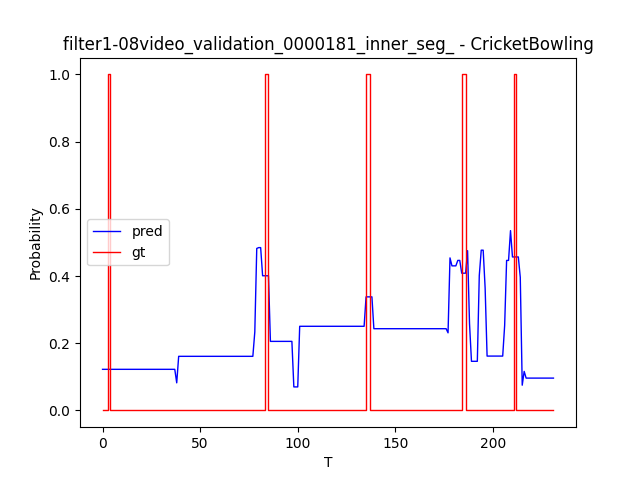 filter1-08video_validation_0000181_inner_seg_ - CricketBowling
1.0
0.8
0.6
0.4
0.2
0.0
Probability
pred
gt
0
50
100
150
200
T